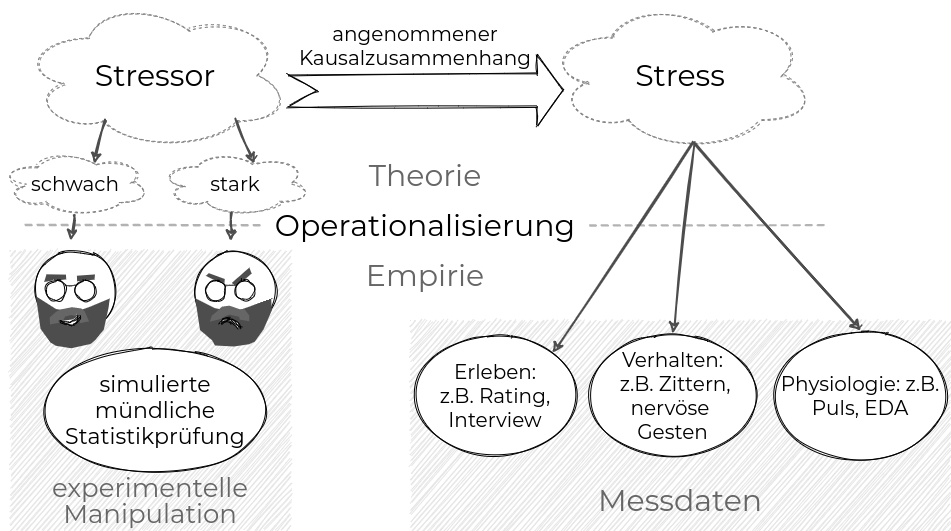 angenommener
Kausalzusammenhang
Stressor
Stress
schwach
stark
Theorie
Operationalisierung
Empirie
simulierte
mündliche
Statistikprüfung
experimentelle
Manipulation
Erleben:
z.B. Rating,
Interview
Verhalten:
z.B. Zittern,
nervöse
Gesten
Physiologie: z.B.
Puls, EDA
Messdaten